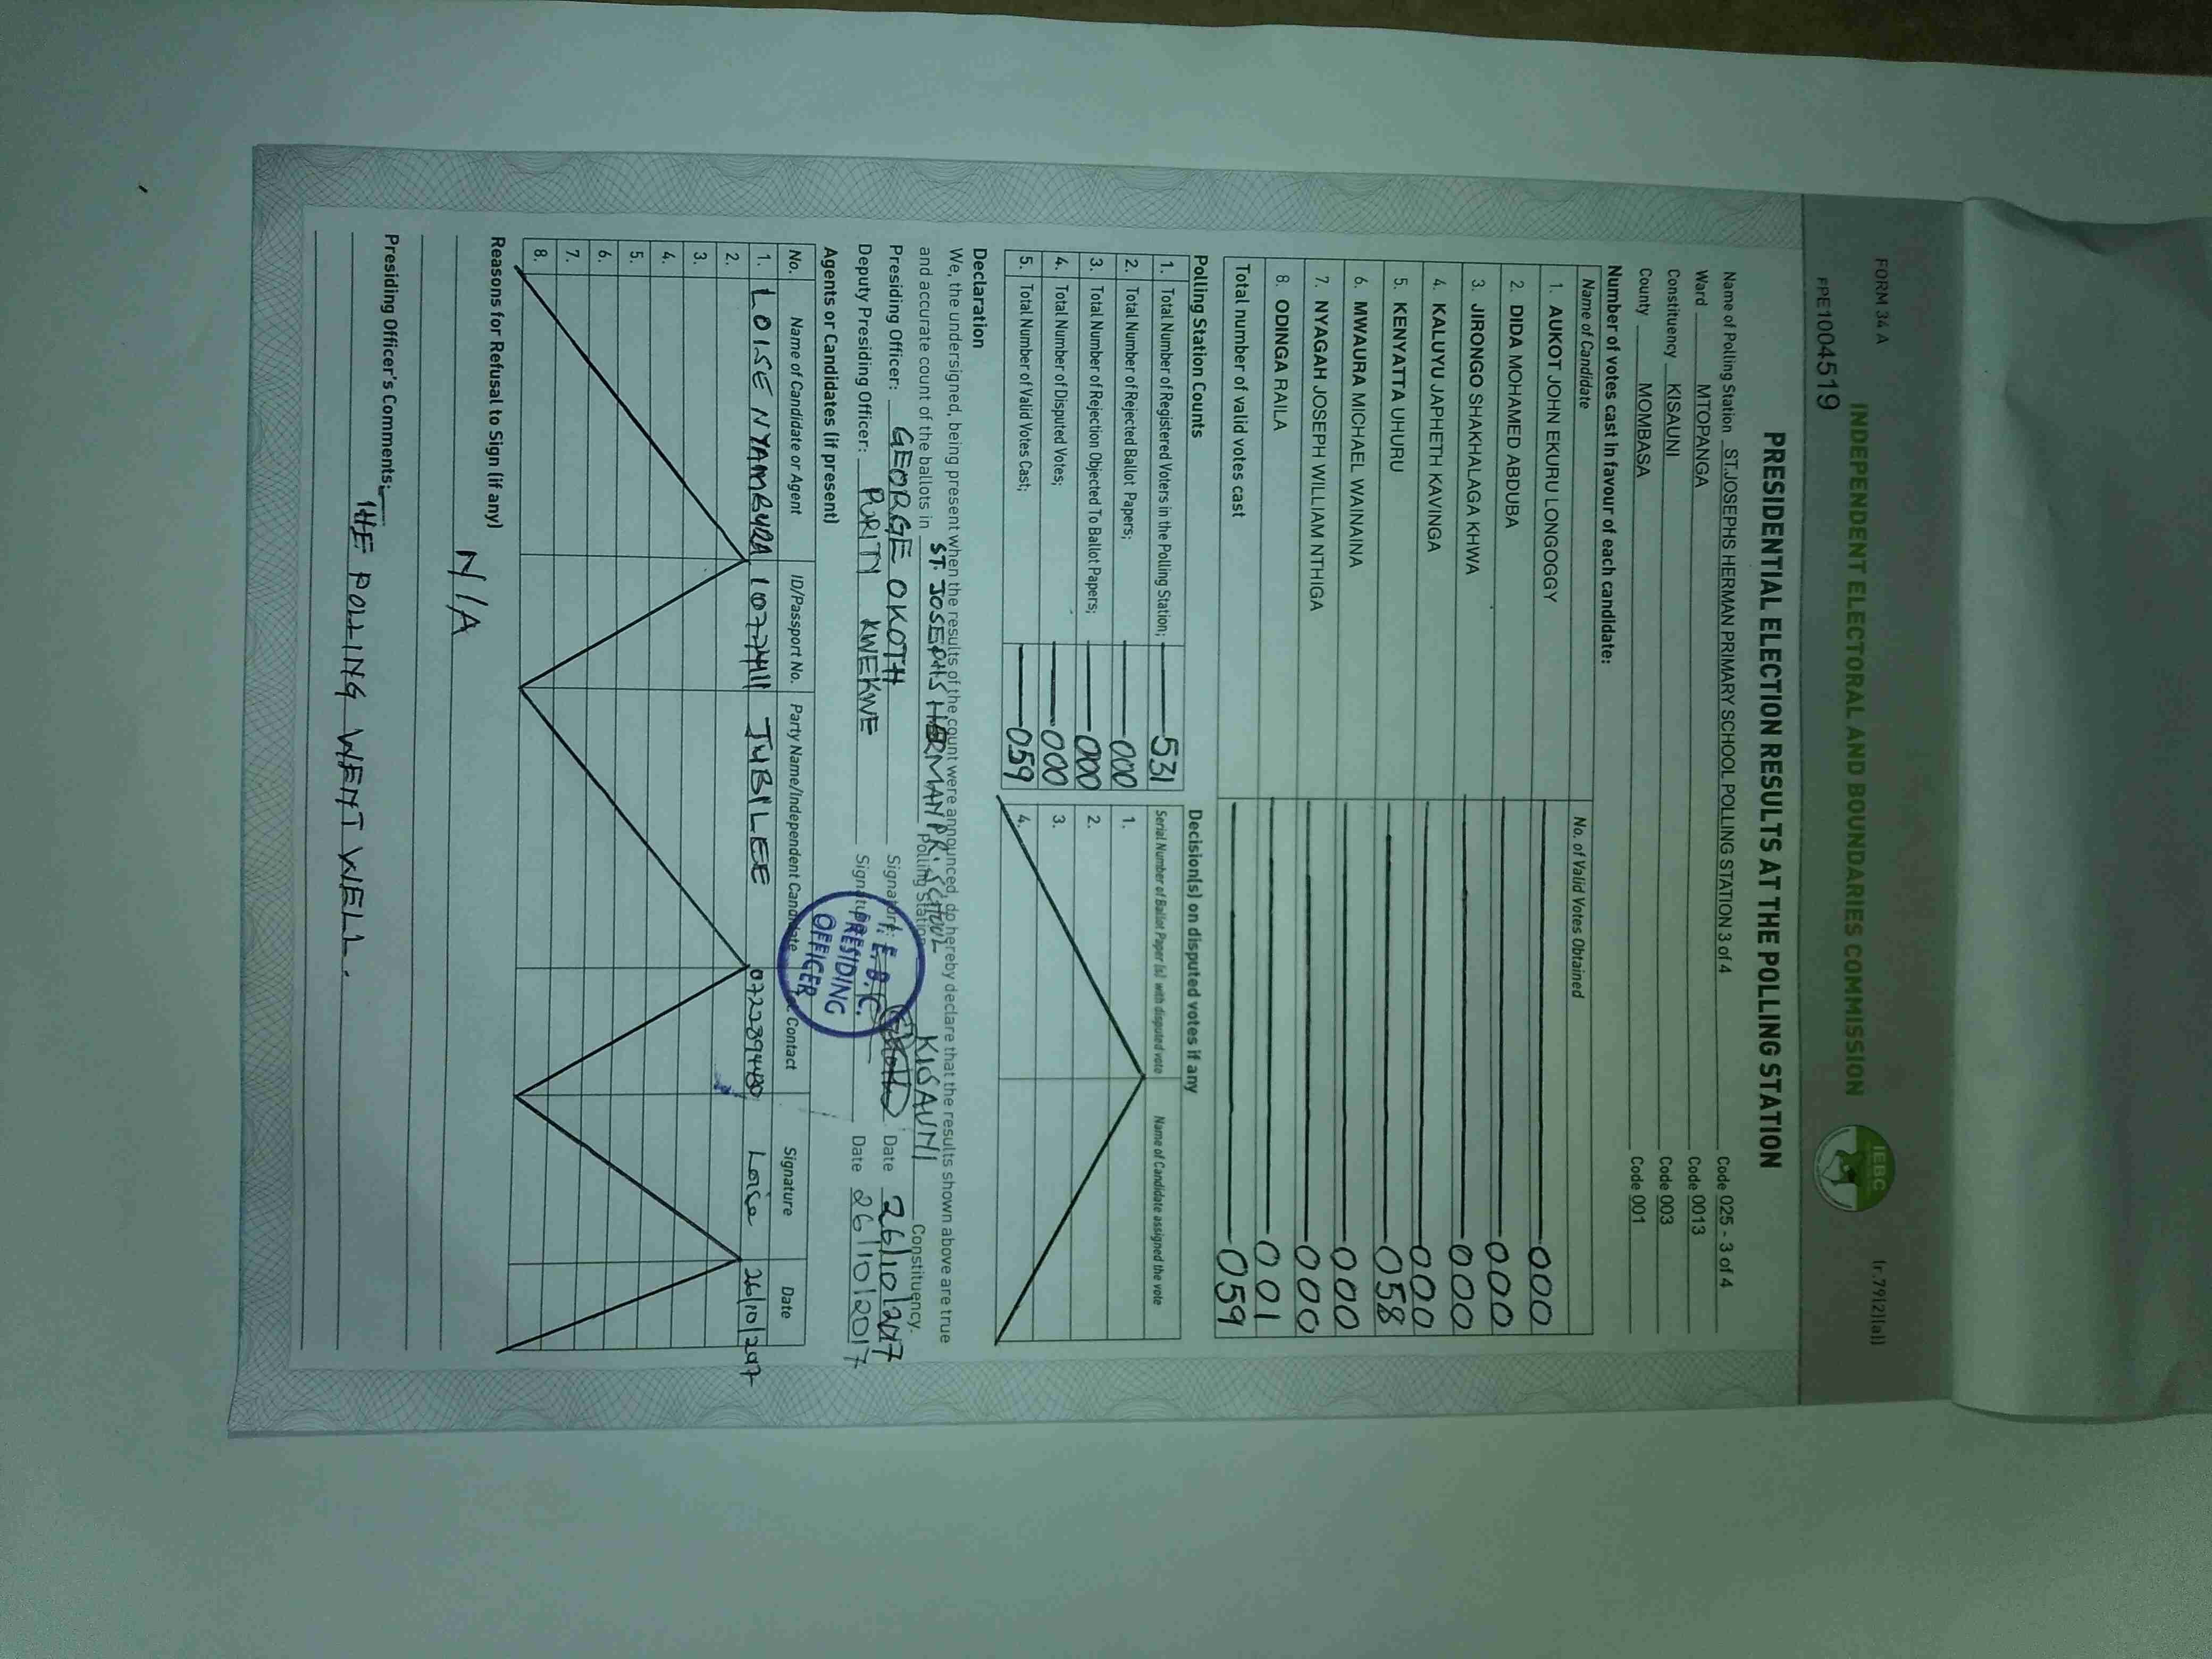 FORM 34 A
(r.79(2)(a))
INDEPENDENT ELECTORAL AND BOUNDARIES COMMISSION
IEBC
PPE1004519
PRESIDENTIAL ELECTION RESULTS AT THE POLLING STATION
Name of Polling Station ST.JOSEPHS HERMAN PRIMARY SCHOOL POLLING STATION 3 of 4 Code 025 - 3 of 4
Ward MTOPANGA Code 0013
Constituency KISAUNI Code 003
County MOMBASA Code 001
Number of votes cast in favour of each candidate:
Name of Candidate No. of Valid Votes Obtained
1. AUKOT JOHN EKURU LONGOGGY 000
2. DIDA MOHAMED ABDUBA 000
3. JIRONGO SHAKHALAGA KHWA 000
4. KALUYU JAPHETH KAVINGA 000
5. KENYATTA UHURU 058
6. MWAURA MICHAEL WAINAINA 000
7. NYAGAH JOSEPH WILLIAM NTHIGA 000
8. ODINGA RAILA 001
Total number of valid votes cast 059
Polling Station Counts
1. Total Number of Registered Voters in the Polling Station; 531
2. Total Number of Rejected Ballot Papers; 000
3. Total Number of Rejection Objected To Ballot Papers; 000
4. Total Number of Disputed Votes; 000
5. Total Number of Valid Votes Cast; 059
Decision(s) on disputed votes if any
Serial Number of Ballot Paper (s) with disputed vote Name of Candidate assigned the vote
1.
2.
3.
4.
Declaration
We, the undersigned, being present when the results of the count were announced, do hereby declare that the results shown above are true
and accurate count of the ballots in ST. JOSEPHS HERMAN PRI. SCHOOL Polling Station KISAUNI Constituency.
Presiding Officer: GEORGE OKOTH Signature: Date 26/10/2017
Deputy Presiding Officer: PURITY KWEKWE Signature: Date 26/10/2017
I.E.B.C.
PRESIDING
OFFICER
Agents or Candidates (if present)
No. Name of Candidate or Agent ID/Passport No. Party Name/Independent Candidate Contact Signature Date
1. LOISE NYAMBURA 10774111 JUBILEE 0722894480 Loise 26/10/2017
2.
3.
4.
5.
6.
7.
8.
Reasons for Refusal to Sign (if any)
N/A
Presiding Officer's Comments:
THE POLLING WENT WELL.